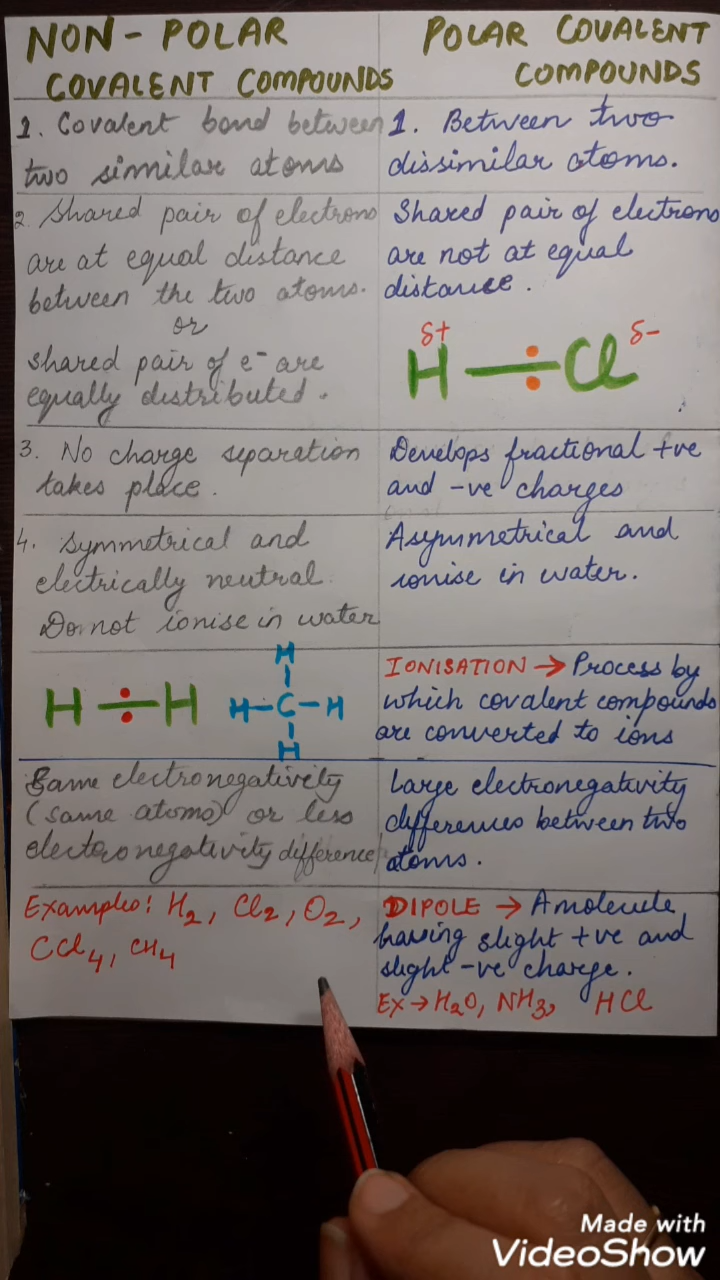 NON-POLAR
COVALENT COMPOUNDS
1. Covalent bond between
two similar atoms
2. Shared pair of electrons
are at equal distance
between the two atoms.
or
shared pair of e⁻ are
equally distributed.
3. No charge separation
takes place.
4. Symmetrical and
electrically neutral
Do not ionise in water
H ÷ H
H
H-C-H
H
Same electronegativity
(same atoms) or less
electronegativity difference
Examples: H₂, Cl₂, O₂,
CCl₄, CH₄
POLAR COVALENT
COMPOUNDS
1. Between two
dissimilar atoms.
Shared pair of electrons
are not at equal
distance.
δ+ δ-
H — : Cl
Develops fractional +ve
and -ve charges
Asymmetrical and
ionise in water.
IONISATION → Process by
which covalent compounds
are converted to ions
Large electronegativity
differences between two
atoms.
DIPOLE → A molecule
having slight +ve and
slight -ve charge.
EX → H₂O, NH₃, HCl
Made with
VideoShow